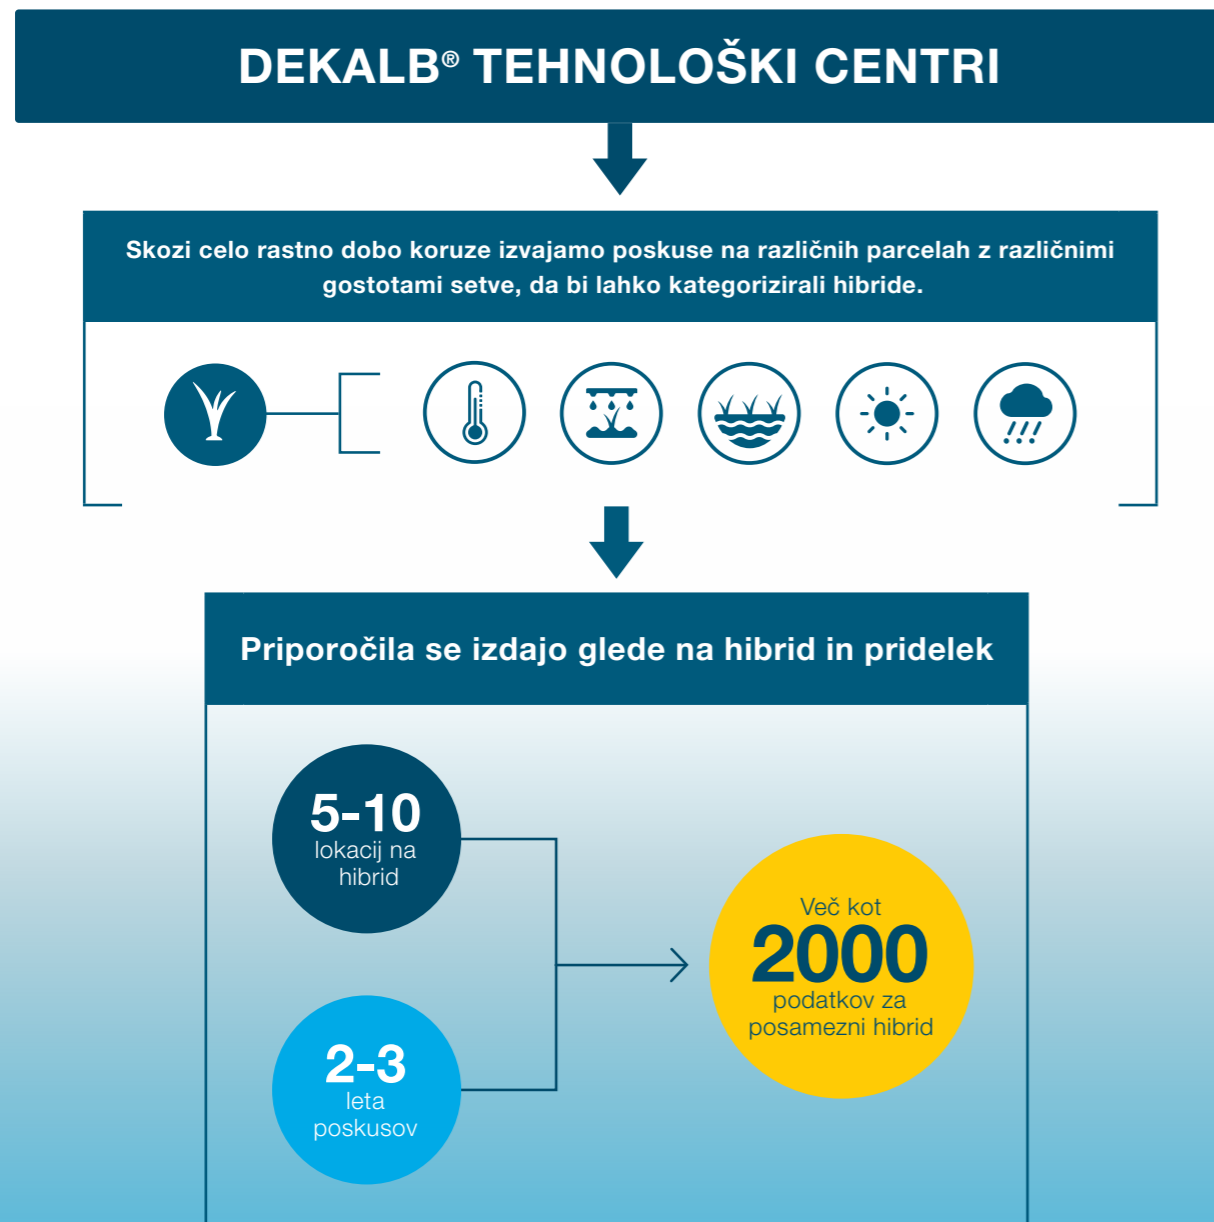 DEKALB® TEHNOLOŠKI CENTRI
Skozi celo rastno dobo koruze izvajamo poskuse na različnih parcelah z različnimi
gostotami setve, da bi lahko kategorizirali hibride.
Priporočila se izdajo glede na hibrid in pridelek
5-10
lokacij na
hibrid
2-3
leta
poskusov
Več kot
2000
podatkov za
posamezni hibrid